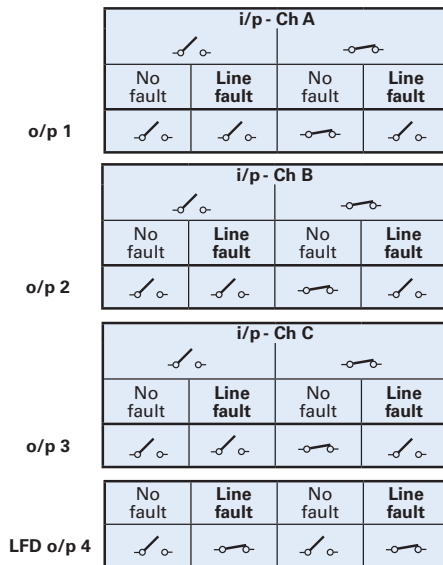 i/p - Ch A
No fault Line fault No fault Line fault
o/p 1
i/p - Ch B
No fault Line fault No fault Line fault
o/p 2
i/p - Ch C
No fault Line fault No fault Line fault
o/p 3
No fault Line fault No fault Line fault
LFD o/p 4